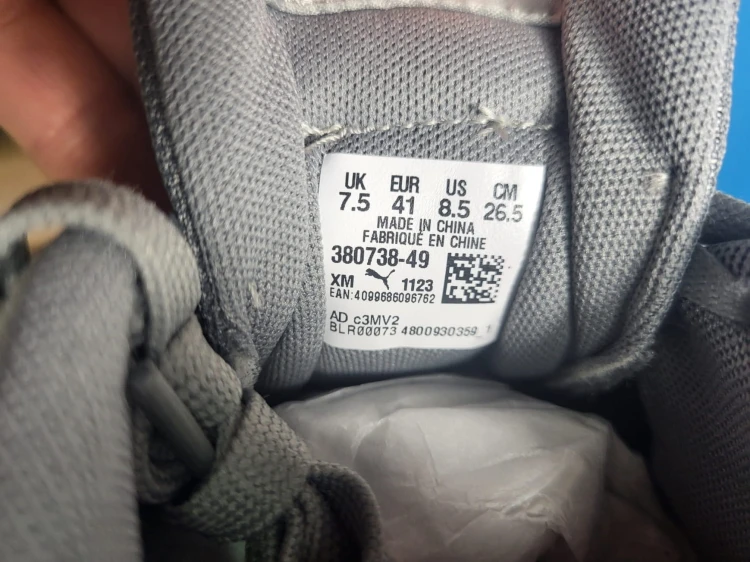 UK EUR US CM
7.5 41 8.5 26.5
MADE IN CHINA
FABRIQUÉ EN CHINE
380738-49
XM 1123
EAN:4099686096762
AD c3MV2
BLR00073 4800930359_1